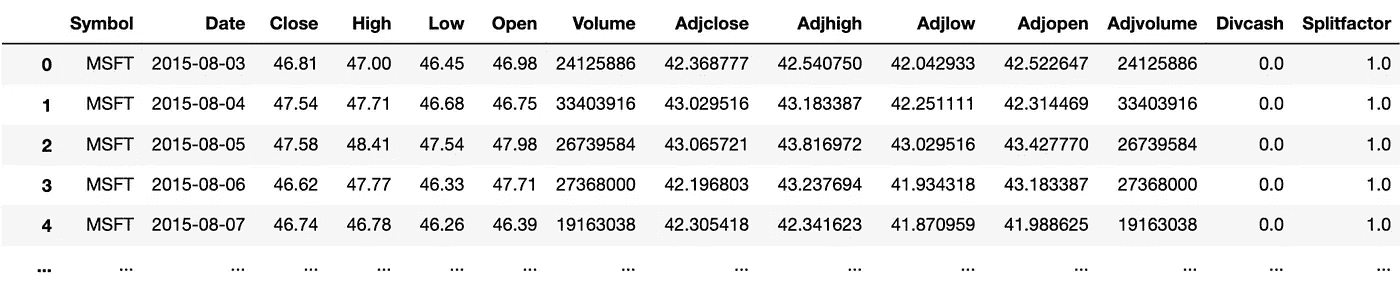 Symbol Date Close High Low Open Volume Adjclose Adjhigh Adjlow Adjopen Adjvolume Divcash Splitfactor
0 MSFT 2015-08-03 46.81 47.00 46.45 46.98 24125886 42.368777 42.540750 42.042933 42.522647 24125886 0.0 1.0
1 MSFT 2015-08-04 47.54 47.71 46.68 46.75 33403916 43.029516 43.183387 42.251111 42.314469 33403916 0.0 1.0
2 MSFT 2015-08-05 47.58 48.41 47.54 47.98 26739584 43.065721 43.816972 43.029516 43.427770 26739584 0.0 1.0
3 MSFT 2015-08-06 46.62 47.77 46.33 47.71 27368000 42.196803 43.237694 41.934318 43.183387 27368000 0.0 1.0
4 MSFT 2015-08-07 46.74 46.78 46.26 46.39 19163038 42.305418 42.341623 41.870959 41.988625 19163038 0.0 1.0
... ... ... ... ... ... ... ... ... ... ... ... ... ... ...